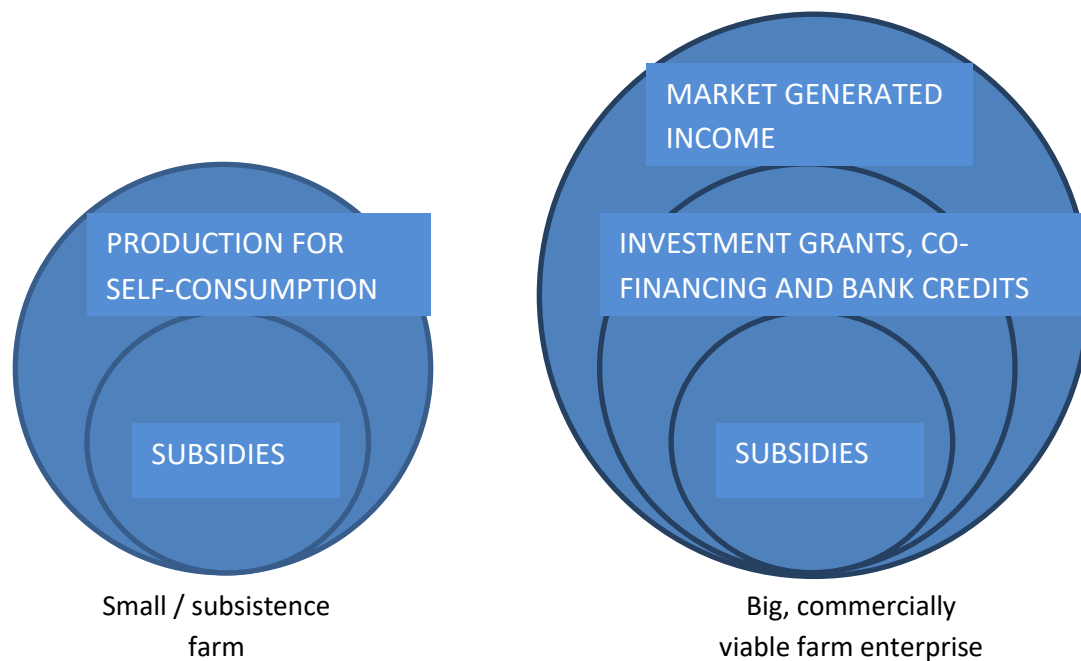 MARKET GENERATED
INCOME
PRODUCTION FOR
SELF-CONSUMPTION
INVESTMENT GRANTS, CO-
FINANCING AND BANK CREDITS
SUBSIDIES
SUBSIDIES
Small / subsistence
farm
Big, commercially
viable farm enterprise